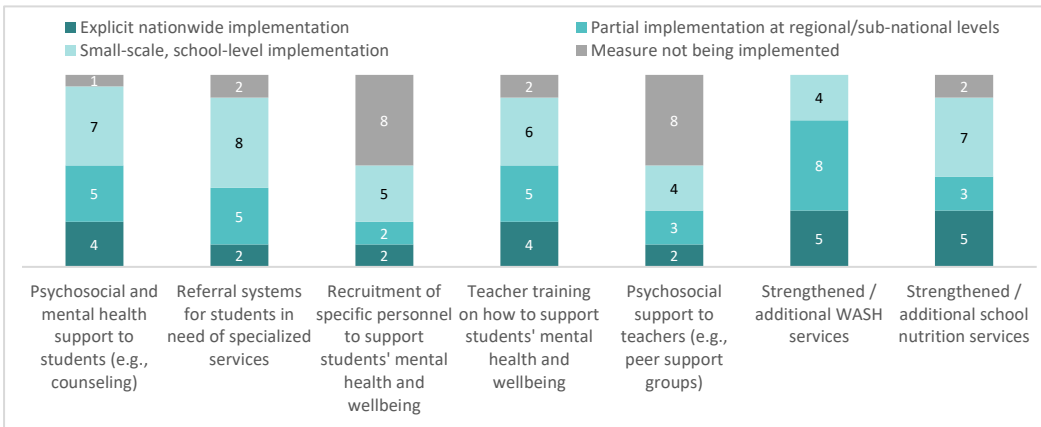 Explicit nationwide implementation
Partial implementation at regional/sub-national levels
Small-scale, school-level implementation
Measure not being implemented
1
7
5
4
2
8
5
2
8
5
2
2
2
6
5
4
8
4
3
2
4
8
5
2
7
3
5
Psychosocial and
mental health
support to
students (e.g.,
counseling)
Referral systems
for students in
need of specialized
services
Recruitment of
specific personnel
to support
students' mental
health and
wellbeing
Teacher training
on how to support
students' mental
health and
wellbeing
Psychosocial
support to
teachers (e.g.,
peer support
groups)
Strengthened /
additional WASH
services
Strengthened /
additional school
nutrition services